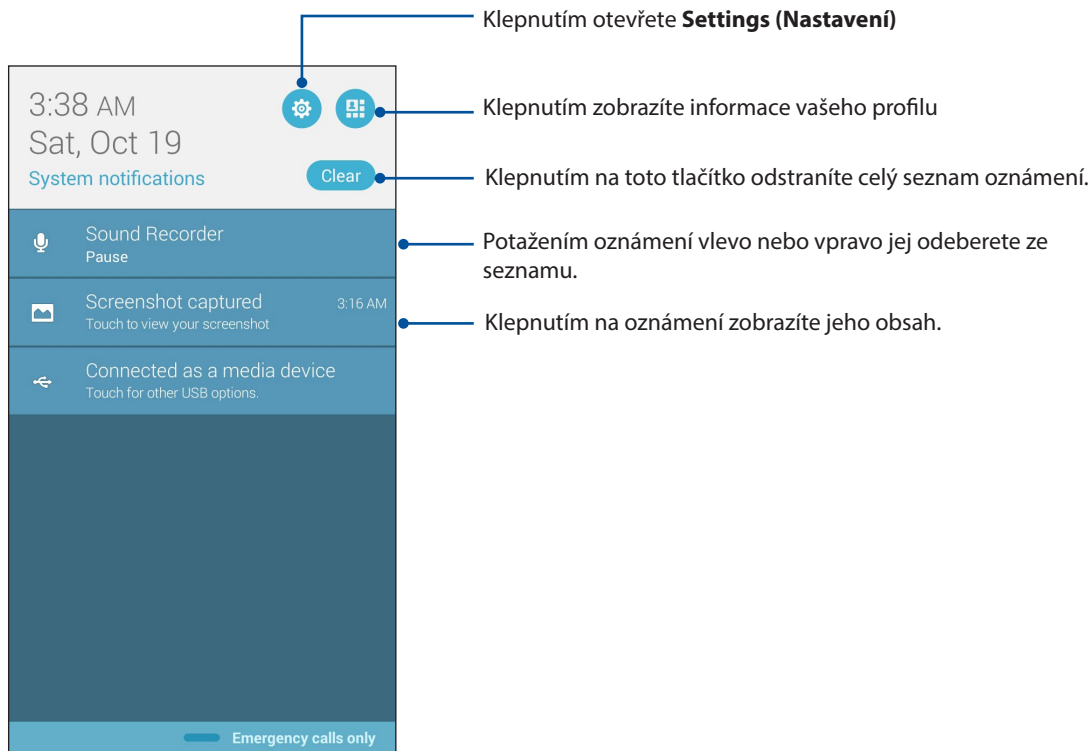 Klepnutím otevřete Settings (Nastavení)
3:38 AM
Sat, Oct 19
Klepnutím zobrazíte informace vašeho profilu
System notifications
Clear
Klepnutím na toto tlačítko odstraníte celý seznam oznámení.
Sound Recorder
Pause
Potažením oznámení vlevo nebo vpravo jej odeberete ze
seznamu.
Screenshot captured
3:16 AM
Touch to view your screenshot
Klepnutím na oznámení zobrazíte jeho obsah.
Connected as a media device
Touch for other USB options.
Emergency calls only